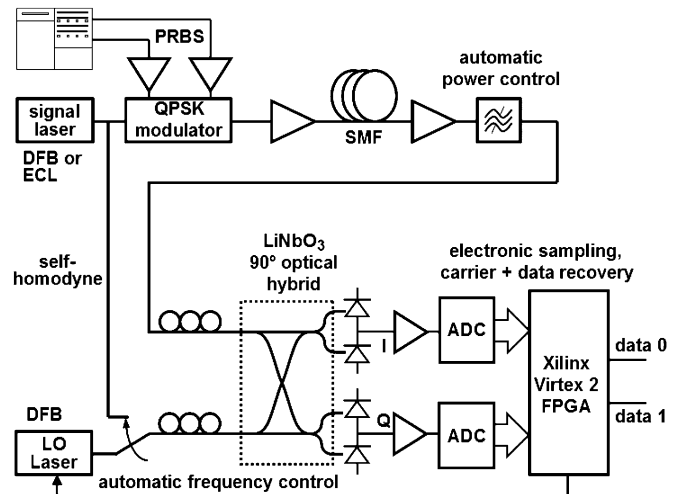 PRBS
automatic
power control
signal
laser
QPSK
modulator
SMF
DFB or
ECL
LiNbO3
90° optical
hybrid
electronic sampling,
carrier + data recovery
self-
homodyne
I
ADC
Xilinx
Virtex 2
FPGA
data 0
data 1
DFB
Q
ADC
LO
Laser
automatic frequency control